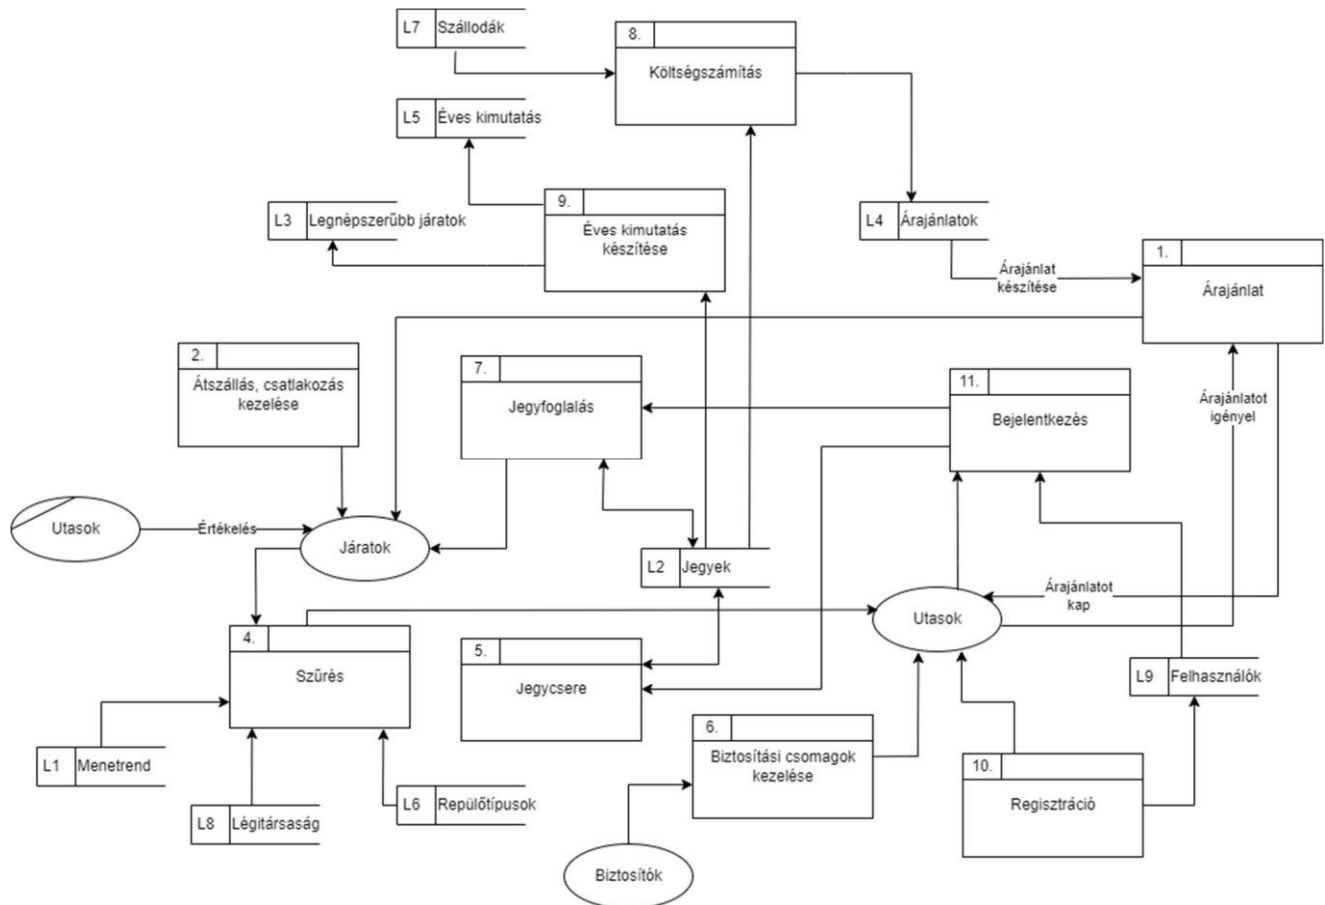 L7 Szállodák
8.
Költségszámítás
L5 Éves kimutatás
9.
Éves kimutatás
készítése
L3 Legnépszerűbb járatok
L4 Árajánlatok
1.
Árajánlat
Árajánlat
készítése
2.
Átszállás, csatlakozás
kezelése
7.
Jegyfoglalás
11.
Bejelentkezés
Árajánlatot
igényel
Utasok
Értékelés
Járatok
L2 Jegyek
Árajánlatot
kap
Utasok
4.
Szűrés
5.
Jegycsere
L9 Felhasználók
6.
Biztosítási csomagok
kezelése
10.
Regisztráció
L1 Menetrend
L8 Légitársaság
L6 Repülőtípusok
Biztosítók